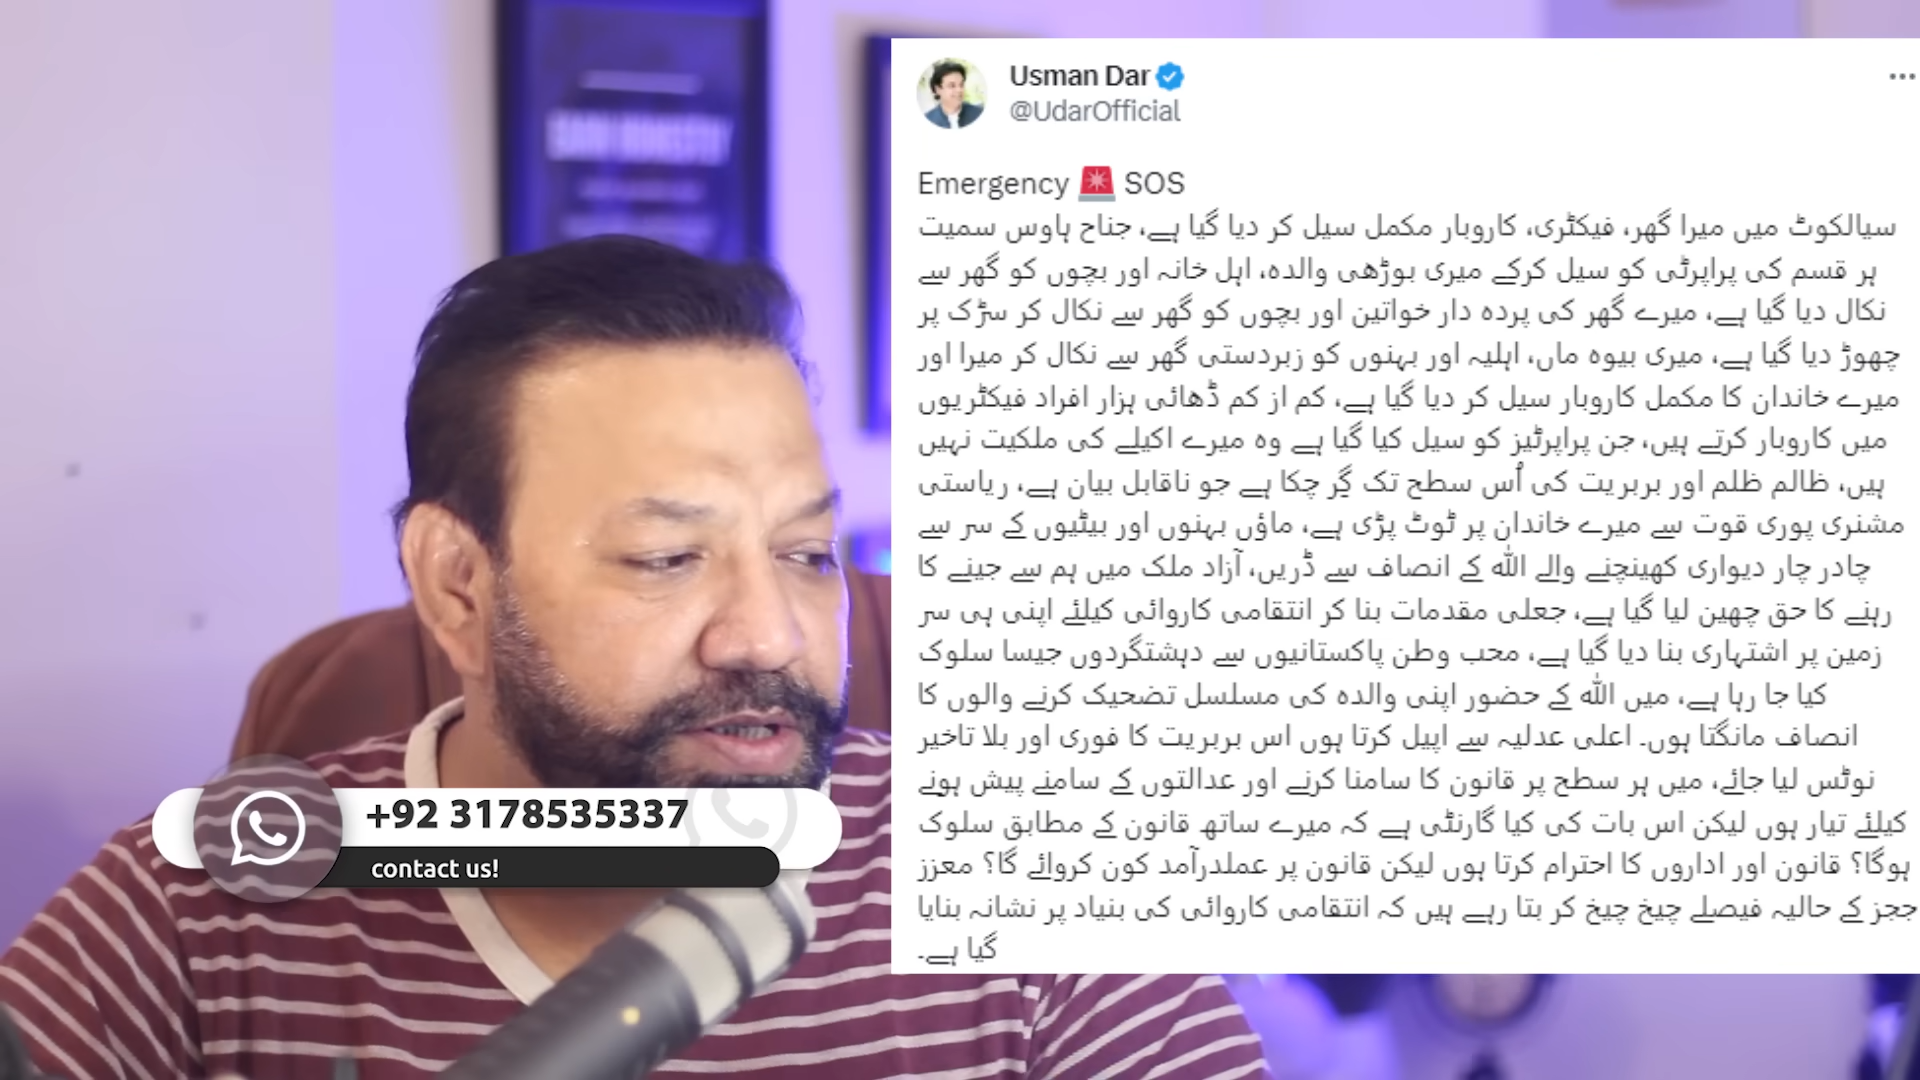 Usman Dar
@UdarOfficial
Emergency 🚨 SOS
سیالکوٹ میں میرا گھر، فیکٹری، کاروبار مکمل سیل کر دیا گیا ہے، جناح ہاوس سمیت
ہر قسم کی پراپرٹی کو سیل کرکے میری بوڑھی والدہ، اہل خانہ اور بچوں کو گھر سے
نکال دیا گیا ہے، میرے گھر کی پردہ دار خواتین اور بچوں کو گھر سے نکال کر سڑک پر
چھوڑ دیا گیا ہے، میری بیوہ ماں، اہلیہ اور بہنوں کو زبردستی گھر سے نکال کر میرا اور
میرے خاندان کا مکمل کاروبار سیل کر دیا گیا ہے، کم از کم ڈھائی ہزار افراد فیکٹریوں
میں کاروبار کرتے ہیں، جن پراپرٹیز کو سیل کیا گیا ہے وہ میرے اکیلے کی ملکیت نہیں
ہیں، ظالم ظلم اور بربریت کی اُس سطح تک گِر چکا ہے جو ناقابل بیان ہے، ریاستی
مشنری پوری قوت سے میرے خاندان پر ٹوٹ پڑی ہے، ماؤں بہنوں اور بیٹیوں کے سر سے
چادر چار دیواری کھینچنے والے اللّٰہ کے انصاف سے ڈریں، آزاد ملک میں ہم سے جینے کا
رہنے کا حق چھین لیا گیا ہے، جعلی مقدمات بنا کر انتقامی کاروائی کیلئے اپنی ہی سر
زمین پر اشتہاری بنا دیا گیا ہے، محب وطن پاکستانیوں سے دہشتگردوں جیسا سلوک
کیا جا رہا ہے، میں اللّٰہ کے حضور اپنی والدہ کی مسلسل تضحیک کرنے والوں کا
انصاف مانگتا ہوں۔ اعلی عدلیہ سے اپیل کرتا ہوں اس بربریت کا فوری اور بلا تاخیر
نوٹس لیا جائے، میں ہر سطح پر قانون کا سامنا کرنے اور عدالتوں کے سامنے پیش ہونے
کیلئے تیار ہوں لیکن اس بات کی کیا گارنٹی ہے کہ میرے ساتھ قانون کے مطابق سلوک
ہوگا؟ قانون اور اداروں کا احترام کرتا ہوں لیکن قانون پر عملدرآمد کون کروائے گا؟ معزز
ججز کے حالیہ فیصلے چیخ چیخ کر بتا رہے ہیں کہ انتقامی کاروائی کی بنیاد پر نشانہ بنایا
گیا ہے۔
+92 3178535337
contact us!